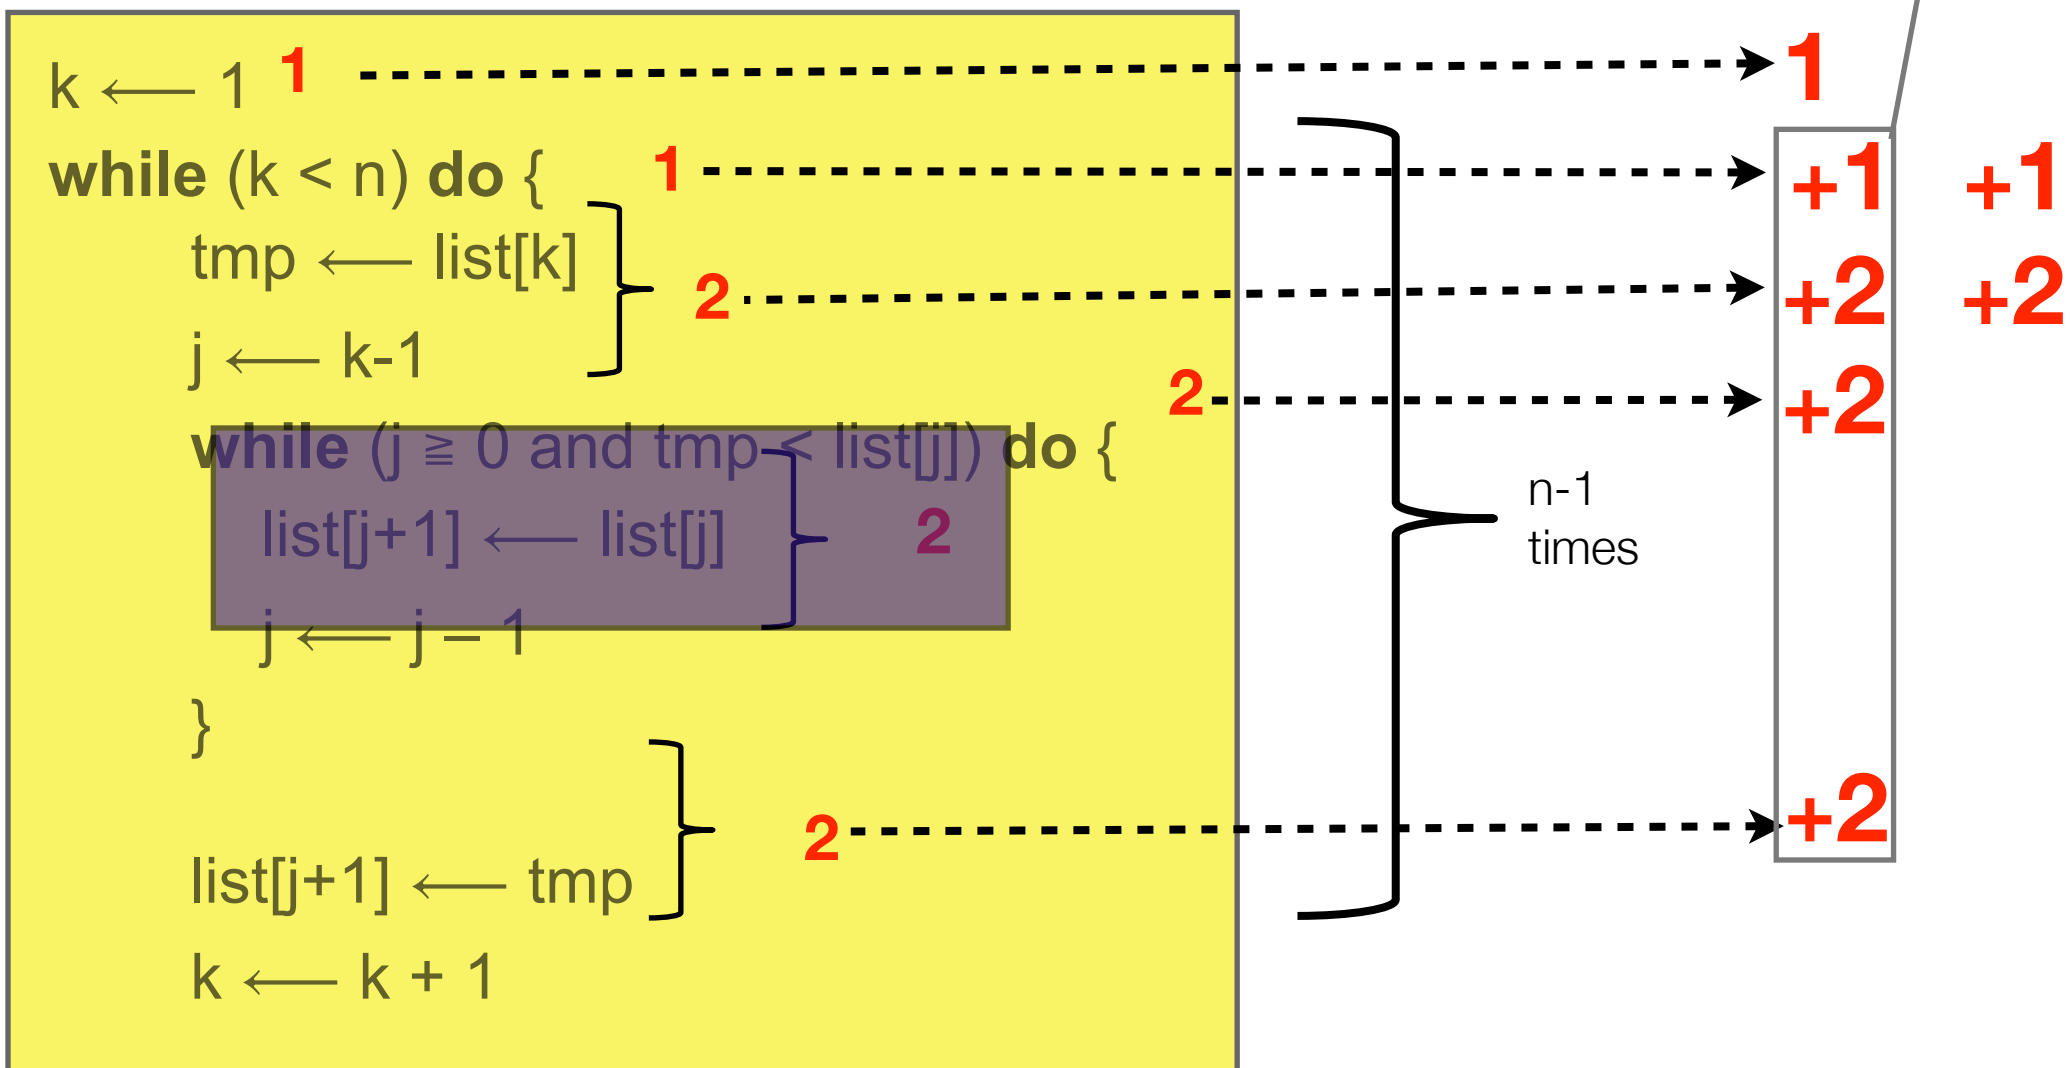 k ⟵ 1 1 1
while (k < n) do { 1 +1 +1
tmp ⟵ list[k]
2 +2 +2
j ⟵ k-1
2 +2
while (j ≧ 0 and tmp < list[j]) do {
n-1
times
list[j+1] ⟵ list[j] 2
j ⟵ j – 1
}
2 +2
list[j+1] ⟵ tmp
k ⟵ k + 1